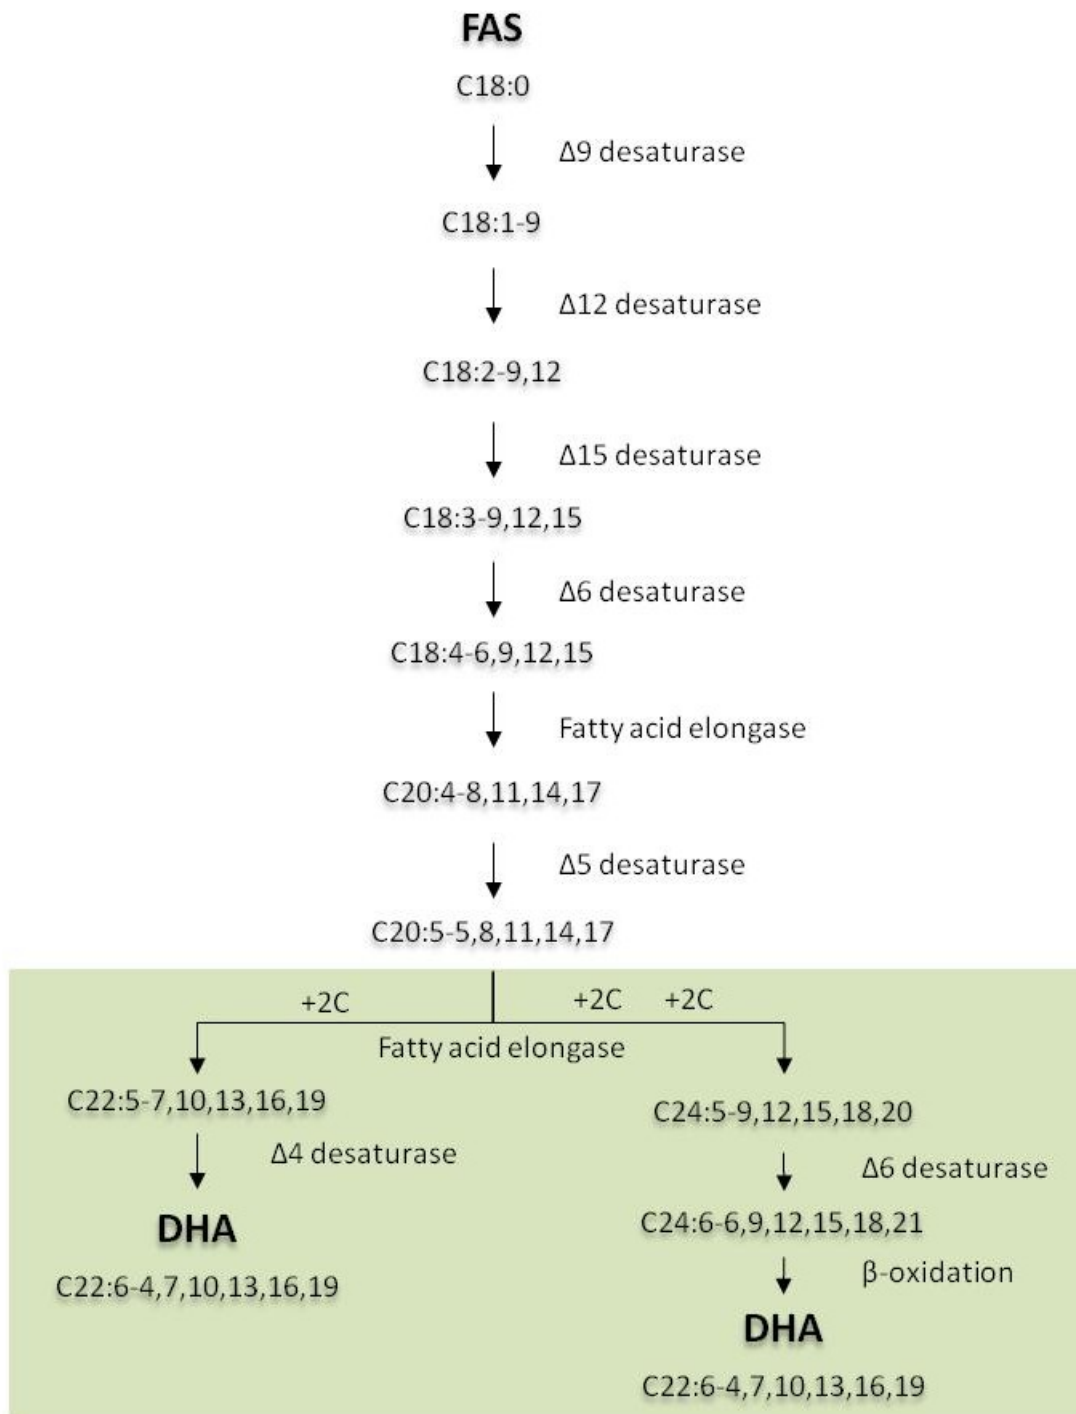 FAS
C18:0
Δ9 desaturase
C18:1-9
Δ12 desaturase
C18:2-9,12
Δ15 desaturase
C18:3-9,12,15
Δ6 desaturase
C18:4-6,9,12,15
Fatty acid elongase
C20:4-8,11,14,17
Δ5 desaturase
C20:5-5,8,11,14,17
+2C
+2C +2C
Fatty acid elongase
C22:5-7,10,13,16,19
Δ4 desaturase
DHA
C22:6-4,7,10,13,16,19
C24:5-9,12,15,18,20
Δ6 desaturase
C24:6-6,9,12,15,18,21
β-oxidation
DHA
C22:6-4,7,10,13,16,19